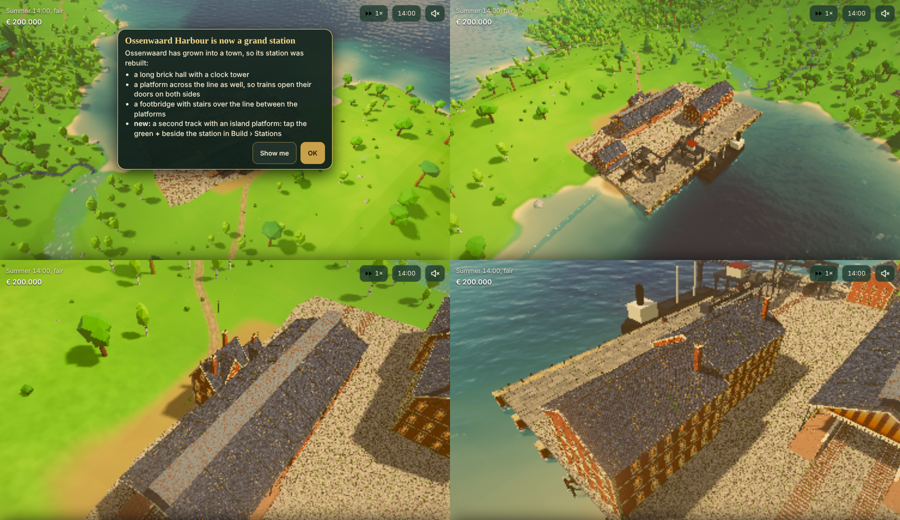 Summer 14:00, fair
€ 200.000
1×
14:00
Ossenwaard Harbour is now a grand station
Ossenwaard has grown into a town, so its station was
rebuilt:
• a long brick hall with a clock tower
• a platform across the line as well, so trains open their
doors on both sides
• a footbridge with stairs over the line between the
platforms
• new: a second track with an island platform: tap the
green + beside the station in Build › Stations
Show me
OK
Summer 14:00, fair
€ 200.000
1×
14:00
Summer 14:00, fair
€ 200.000
1×
14:00
Summer 14:00, fair
€ 200.000
1×
14:00